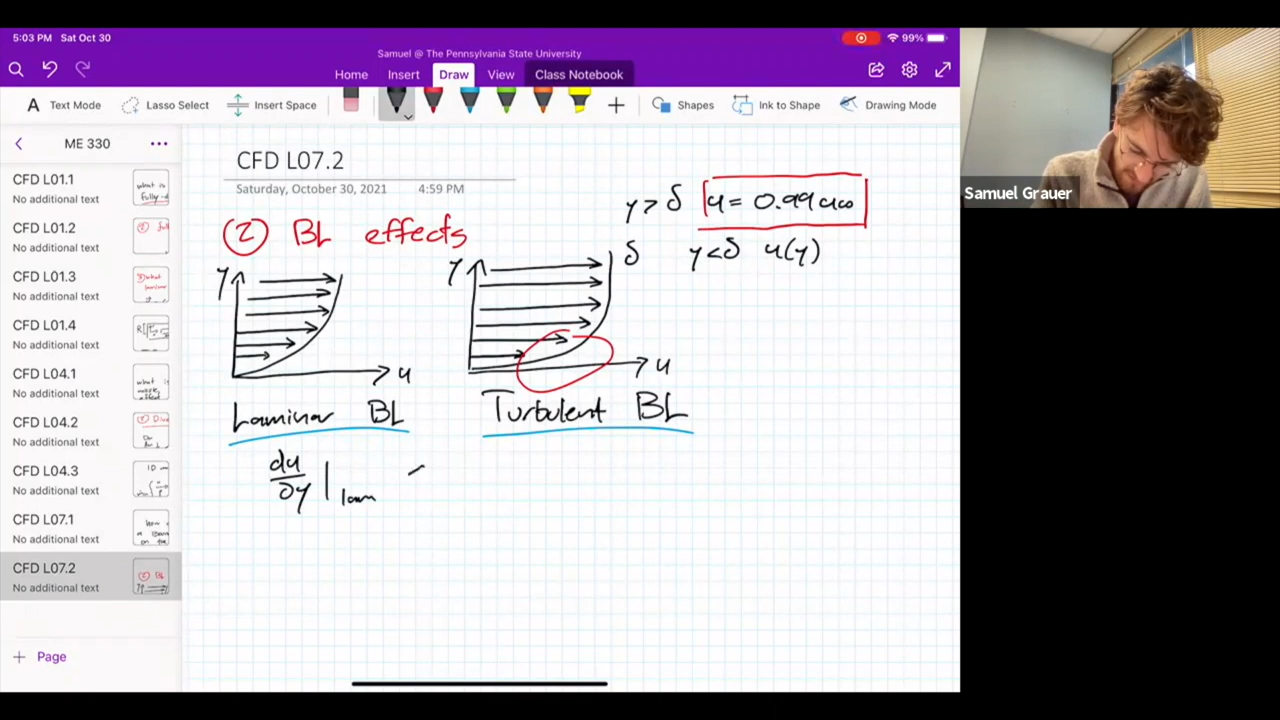 5:03 PM Sat Oct 30
99%
Samuel @ The Pennsylvania State University
Home Insert Draw View Class Notebook
A Text Mode Lasso Select Insert Space Shapes Ink to Shape Drawing Mode
ME 330
CFD L01.1
No additional text
CFD L01.2
No additional text
CFD L01.3
No additional text
CFD L01.4
No additional text
CFD L04.1
No additional text
CFD L04.2
No additional text
CFD L04.3
No additional text
CFD L07.1
No additional text
CFD L07.2
No additional text
+ Page
CFD L07.2
Saturday, October 30, 2021 4:59 PM
② BL effects
y > δ u = 0.99u∞
δ y<δ u(y)
y
u
y
u
Laminar BL
Turbulent BL
du/∂y |lam
Samuel Grauer